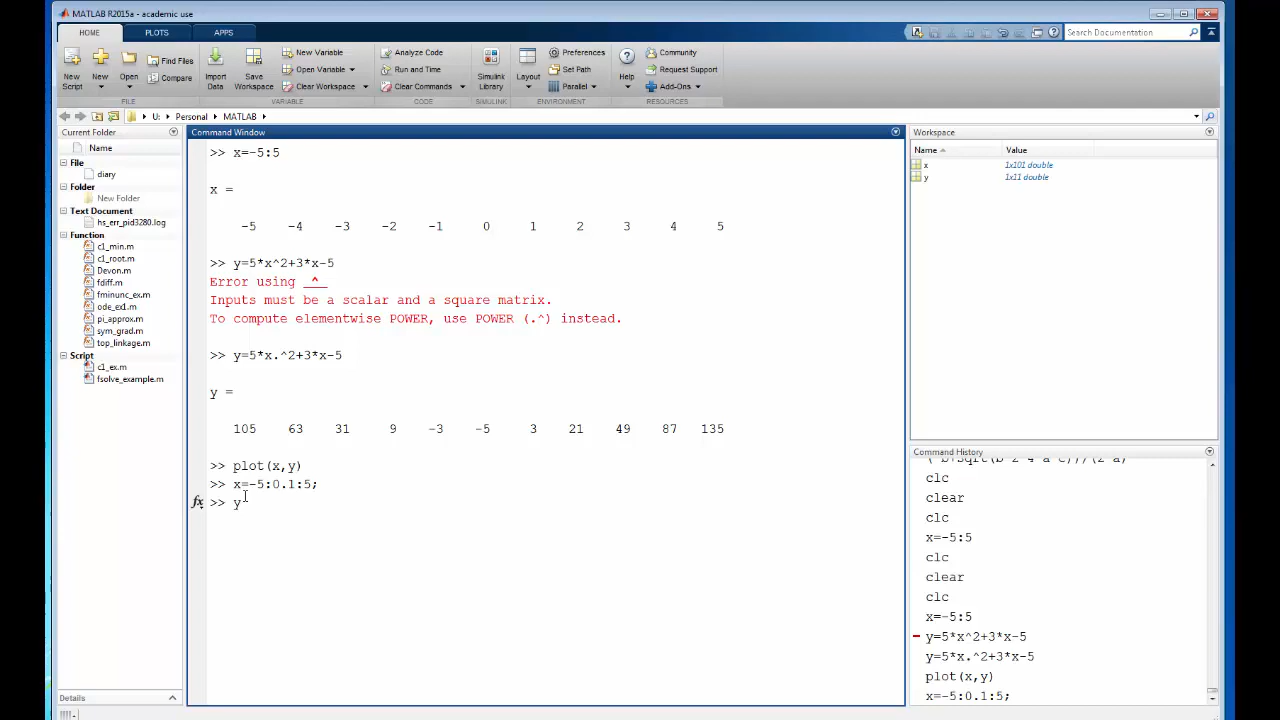 MATLAB R2015a - academic use
HOME PLOTS APPS
Search Documentation
New Script
New
Open
Find Files
Compare
Import Data
Save Workspace
New Variable
Open Variable
Clear Workspace
Analyze Code
Run and Time
Clear Commands
Simulink Library
Layout
Preferences
Set Path
Parallel
Help
Community
Request Support
Add-Ons
FILE VARIABLE CODE SIMULINK ENVIRONMENT RESOURCES
U: Personal MATLAB
Current Folder
Name
File
diary
Folder
New Folder
Text Document
hs_err_pid3280.log
Function
c1_min.m
c1_root.m
Devon.m
fdiff.m
fminunc_ex.m
ode_ex1.m
pi_approx.m
sym_grad.m
top_linkage.m
Script
c1_ex.m
fsolve_example.m
Details
Command Window
>> x=-5:5
x =
-5 -4 -3 -2 -1 0 1 2 3 4 5
>> y=5*x^2+3*x-5
Error using ^
Inputs must be a scalar and a square matrix.
To compute elementwise POWER, use POWER (.^) instead.
>> y=5*x.^2+3*x-5
y =
105 63 31 9 -3 -5 3 21 49 87 135
>> plot(x,y)
>> x=-5:0.1:5;
fx >> y
Workspace
Name Value
x 1x101 double
y 1x11 double
Command History
clc
clear
clc
x=-5:5
clc
clear
clc
x=-5:5
y=5*x^2+3*x-5
y=5*x.^2+3*x-5
plot(x,y)
x=-5:0.1:5;